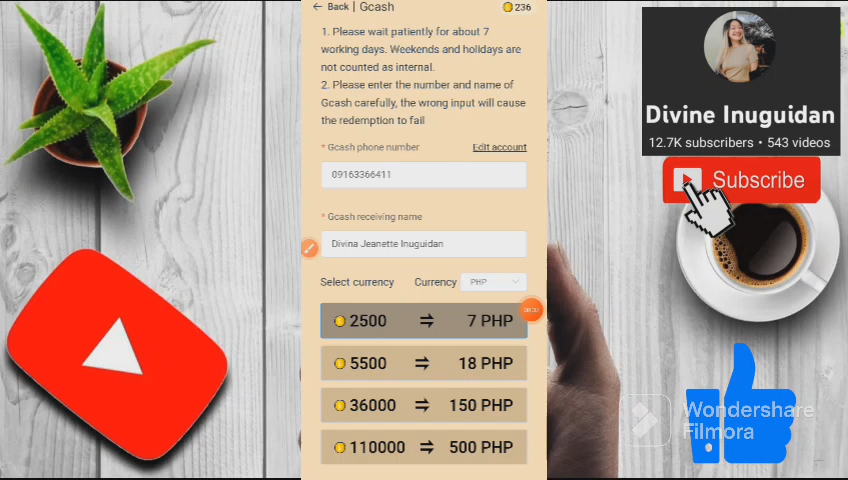 Back | Gcash
236
1. Please wait patiently for about 7
working days. Weekends and holidays are
not counted as internal.
2. Please enter the number and name of
Gcash carefully, the wrong input will cause
the redemption to fail
* Gcash phone number
Edit account
09163366411
* Gcash receiving name
Divina Jeanette Inuguidan
Select currency
Currency
PHP
2500 ⇒ 7 PHP
5500 ⇒ 18 PHP
36000 ⇒ 150 PHP
110000 ⇒ 500 PHP
Divine Inuguidan
12.7K subscribers • 543 videos
Subscribe
Wondershare
Filmora